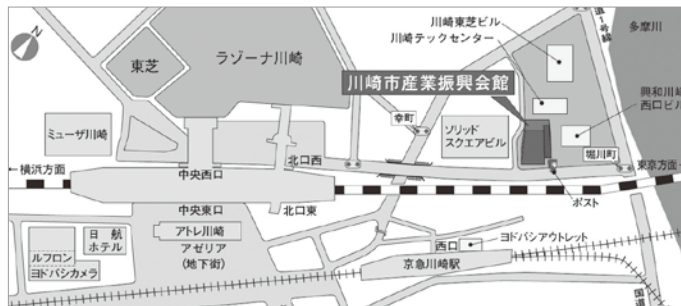 N
東芝
ラゾーナ川崎
川崎東芝ビル
川崎テックセンター
道1号線
多摩川
川崎市産業振興会館
興和川崎
西口ビル
幸町
ミューザ川崎
ソリッド
スクエアビル
堀川町
北口西
←横浜方面
中央西口
東京方面→
ポスト
中央東口
北口東
アトレ川崎
アゼリア
(地下街)
日航
ホテル
ルフロン
ヨドバシカメラ
西口
ヨドバシアウトレット
京急川崎駅
国道